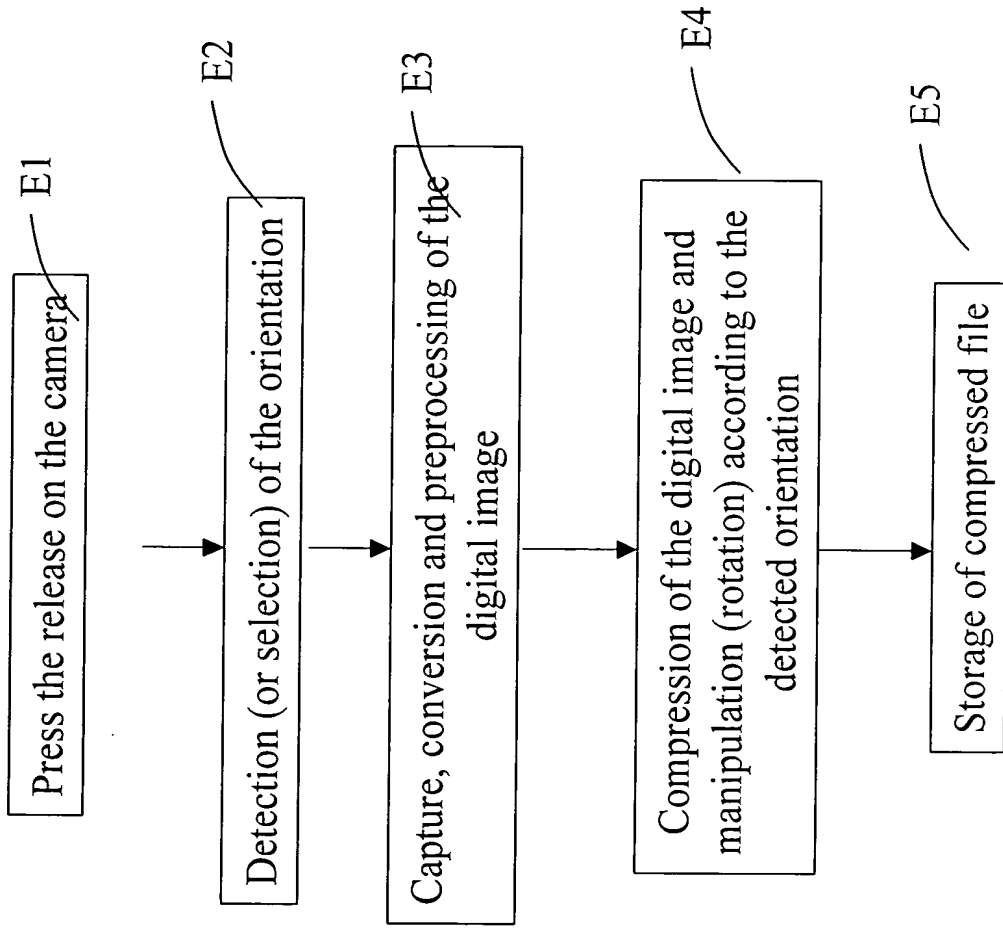 Press the release on the camera
E1
Detection (or selection) of the orientation
E2
Capture, conversion and preprocessing of the
digital image
E3
Compression of the digital image and
manipulation (rotation) according to the
detected orientation
E4
Storage of compressed file
E5